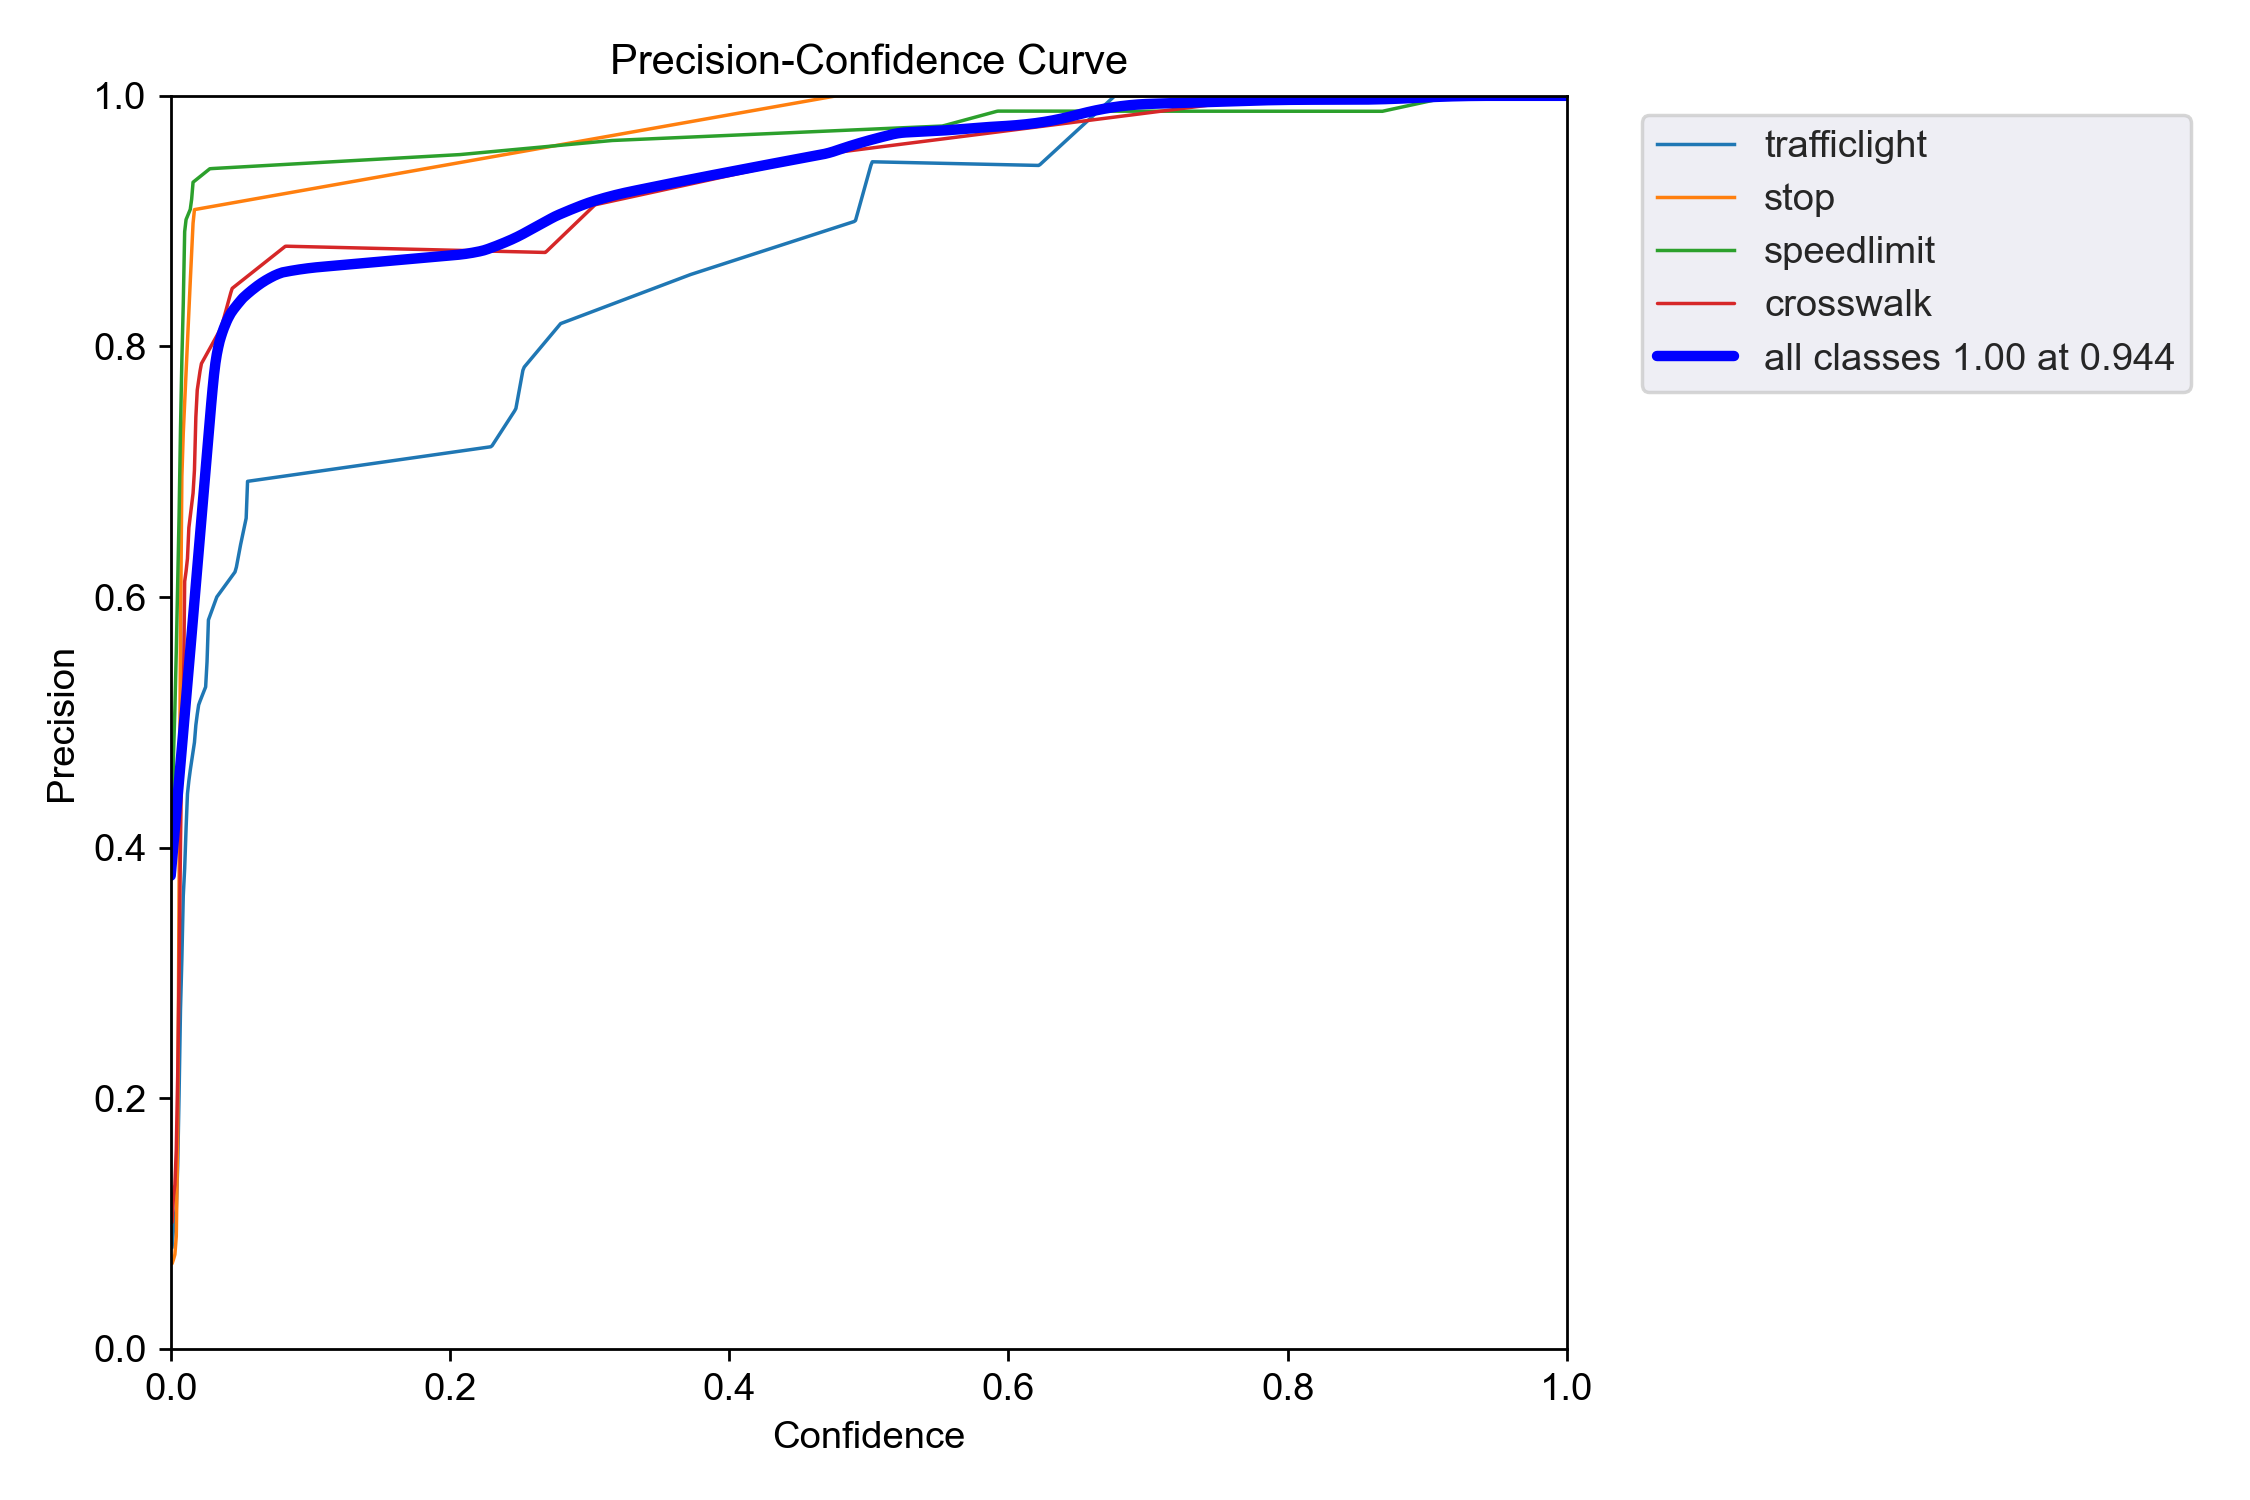 Precision-Confidence Curve
1.0
0.8
0.6
0.4
0.2
0.0
Precision
0.0 0.2 0.4 0.6 0.8 1.0
Confidence
trafficlight
stop
speedlimit
crosswalk
all classes 1.00 at 0.944